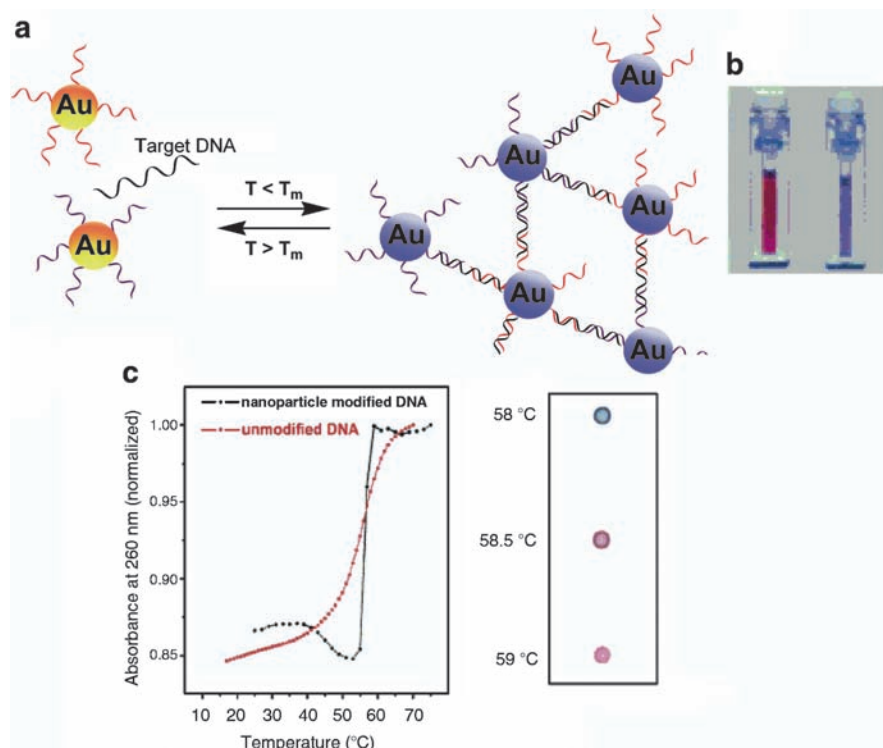 a
Au
Target DNA
Au
T < Tm
T > Tm
Au
Au
Au
Au
Au
Au
b
c
nanoparticle modified DNA
unmodified DNA
Absorbance at 260 nm (normalized)
1.00
0.95
0.90
0.85
10 20 30 40 50 60 70
Temperature (°C)
58 °C
58.5 °C
59 °C